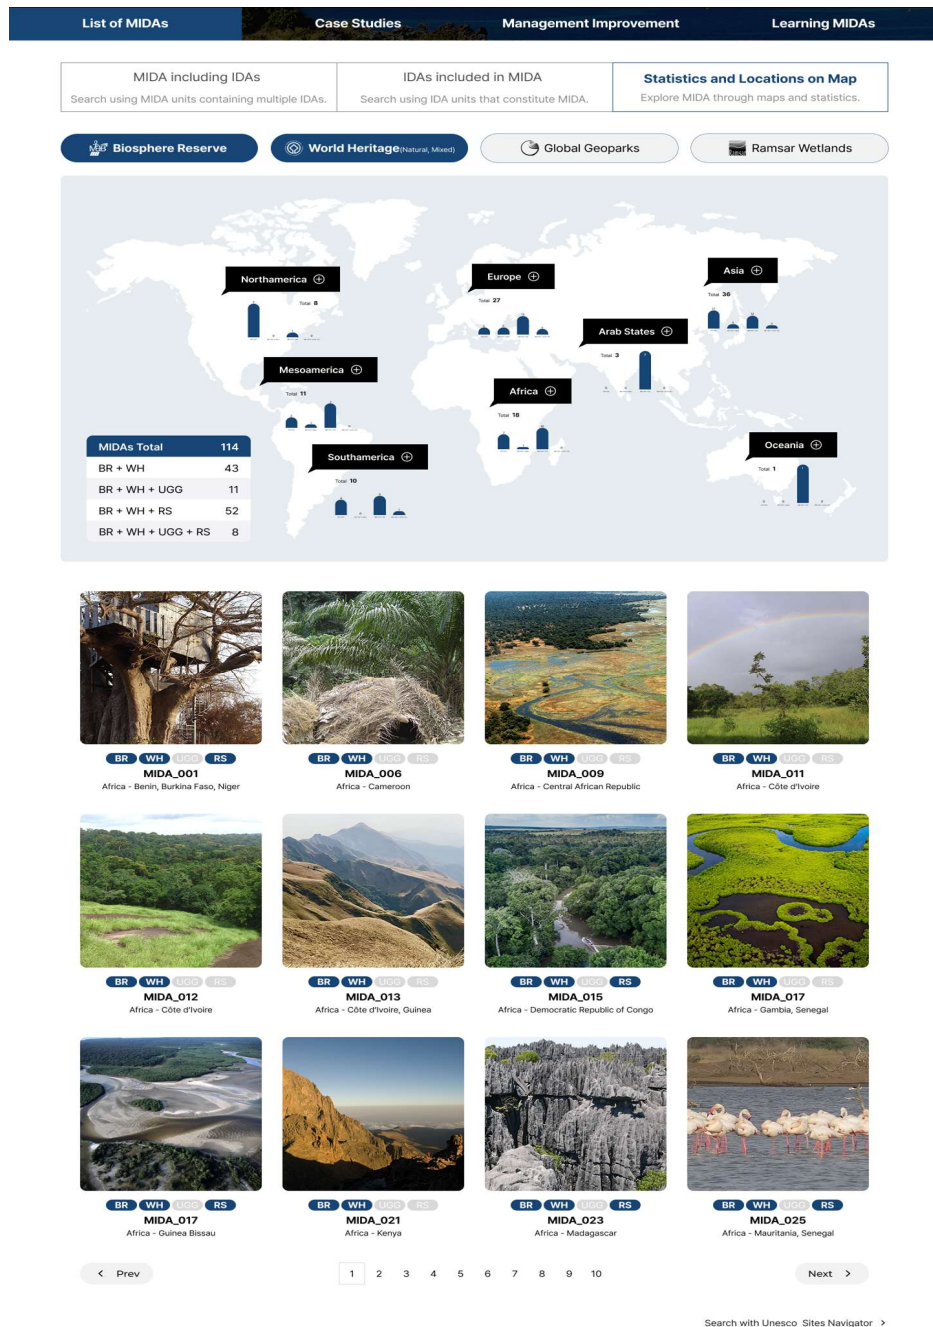 List of MIDAs
Case Studies
Management Improvement
Learning MIDAs
MIDA including IDAs
Search using MIDA units containing multiple IDAs.
IDAs included in MIDA
Search using IDA units that constitute MIDA.
Statistics and Locations on Map
Explore MIDA through maps and statistics.
Biosphere Reserve
World Heritage(Natural, Mixed)
Global Geoparks
Ramsar Wetlands
Northamerica
Total 8
Europe
Total 27
Asia
Total 36
Arab States
Total 3
Mesoamerica
Total 11
Africa
Total 18
Southamerica
Total 10
Oceania
Total 1
MIDAs Total 114
BR + WH 43
BR + WH + UGG 11
BR + WH + RS 52
BR + WH + UGG + RS 8
BR WH UGG RS
MIDA_001
Africa - Benin, Burkina Faso, Niger
BR WH UGG RS
MIDA_006
Africa - Cameroon
BR WH UGG RS
MIDA_009
Africa - Central African Republic
BR WH UGG RS
MIDA_011
Africa - Côte d'Ivoire
BR WH UGG RS
MIDA_012
Africa - Côte d'Ivoire
BR WH UGG RS
MIDA_013
Africa - Côte d'Ivoire, Guinea
BR WH UGG RS
MIDA_015
Africa - Democratic Republic of Congo
BR WH UGG RS
MIDA_017
Africa - Gambia, Senegal
BR WH UGG RS
MIDA_017
Africa - Guinea Bissau
BR WH UGG RS
MIDA_021
Africa - Kenya
BR WH UGG RS
MIDA_023
Africa - Madagascar
BR WH UGG RS
MIDA_025
Africa - Mauritania, Senegal
< Prev
1 2 3 4 5 6 7 8 9 10
Next >
Search with Unesco Sites Navigator >